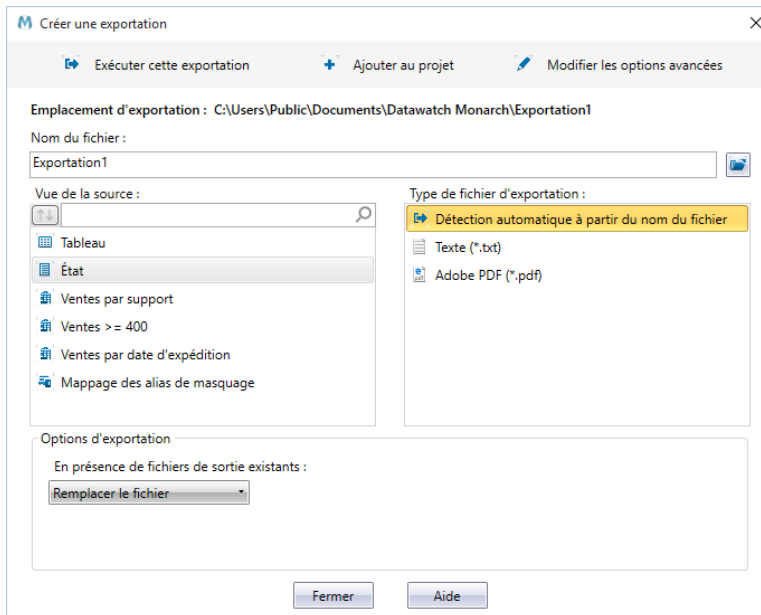 Créer une exportation
Exécuter cette exportation
Ajouter au projet
Modifier les options avancées
Emplacement d'exportation : C:\Users\Public\Documents\Datawatch Monarch\Exportation1
Nom du fichier :
Exportation1
Vue de la source :
Tableau
État
Ventes par support
Ventes >= 400
Ventes par date d'expédition
Mappage des alias de masquage
Type de fichier d'exportation :
Détection automatique à partir du nom du fichier
Texte (*.txt)
Adobe PDF (*.pdf)
Options d'exportation
En présence de fichiers de sortie existants :
Remplacer le fichier
Fermer
Aide